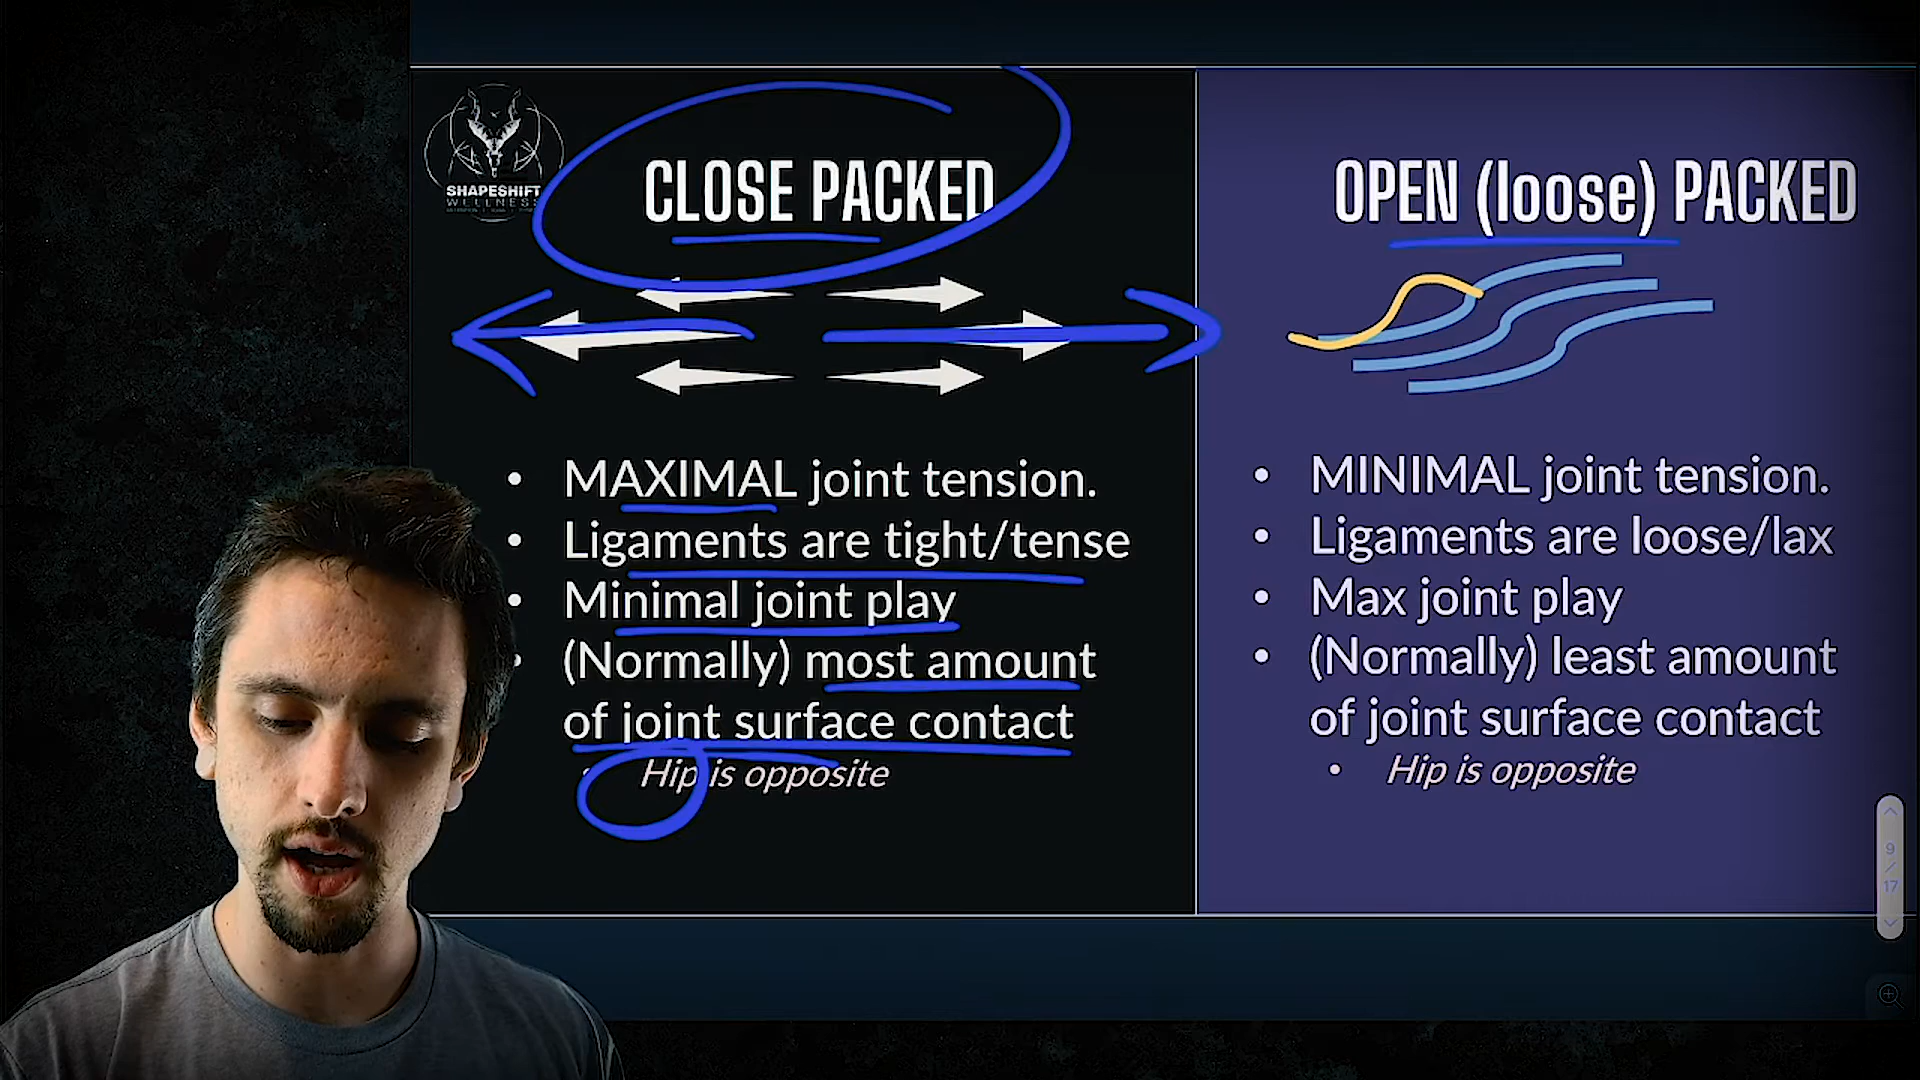 SHAPESHIFT
WELLNESS
CLOSE PACKED
• MAXIMAL joint tension.
• Ligaments are tight/tense
• Minimal joint play
• (Normally) most amount
of joint surface contact
• Hip is opposite
OPEN (loose) PACKED
• MINIMAL joint tension.
• Ligaments are loose/lax
• Max joint play
• (Normally) least amount
of joint surface contact
• Hip is opposite
9
/
17